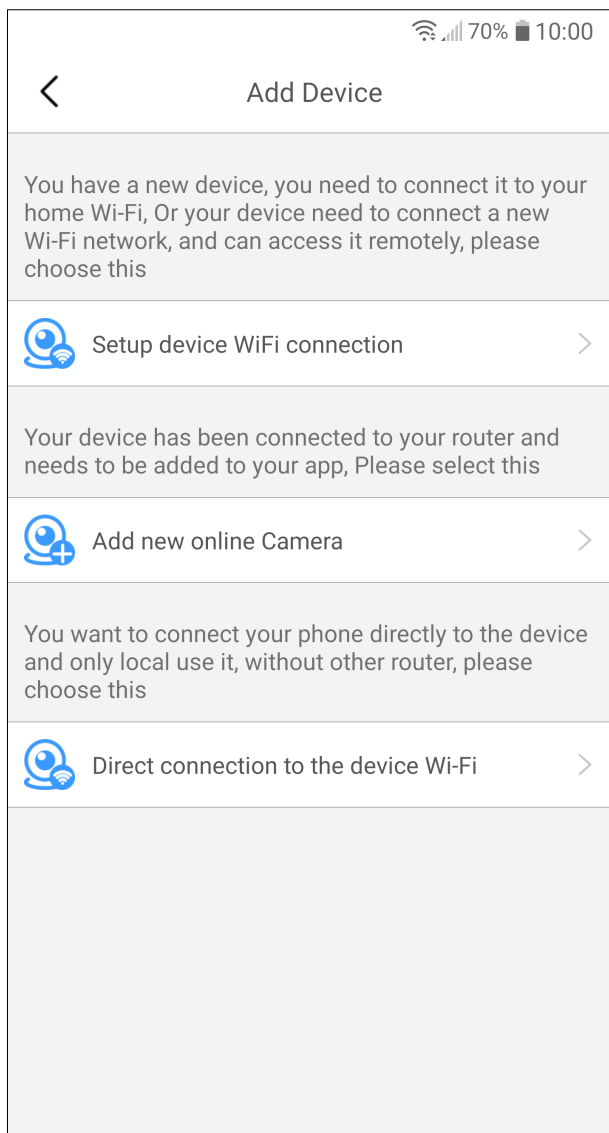 70% 10:00
Add Device
You have a new device, you need to connect it to your
home Wi-Fi, Or your device need to connect a new
Wi-Fi network, and can access it remotely, please
choose this
Setup device WiFi connection
Your device has been connected to your router and
needs to be added to your app, Please select this
Add new online Camera
You want to connect your phone directly to the device
and only local use it, without other router, please
choose this
Direct connection to the device Wi-Fi